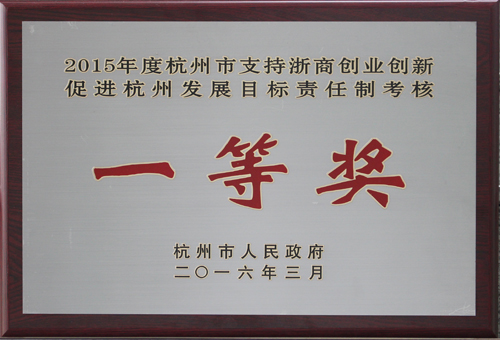 2015年度杭州市支持浙商创业创新
促进杭州发展目标责任制考核
一等奖
杭州市人民政府
二〇一六年三月